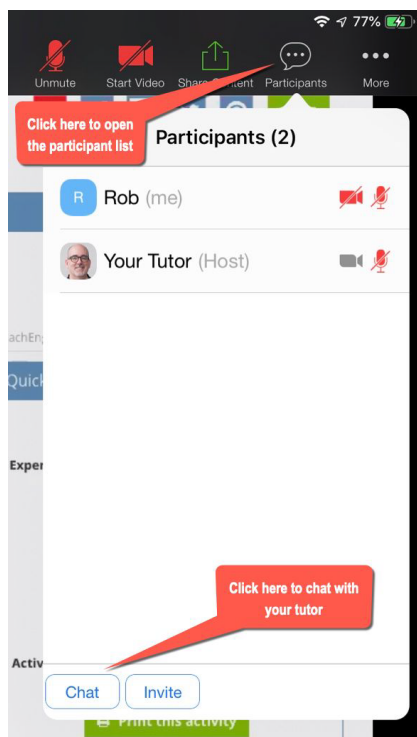 77%
Unmute Start Video Share Content Participants More
Click here to open
the participant list
Participants (2)
R Rob (me)
Your Tutor (Host)
achEn
Quick
Exper
Click here to chat with
your tutor
Activ
Chat Invite
Print this activity